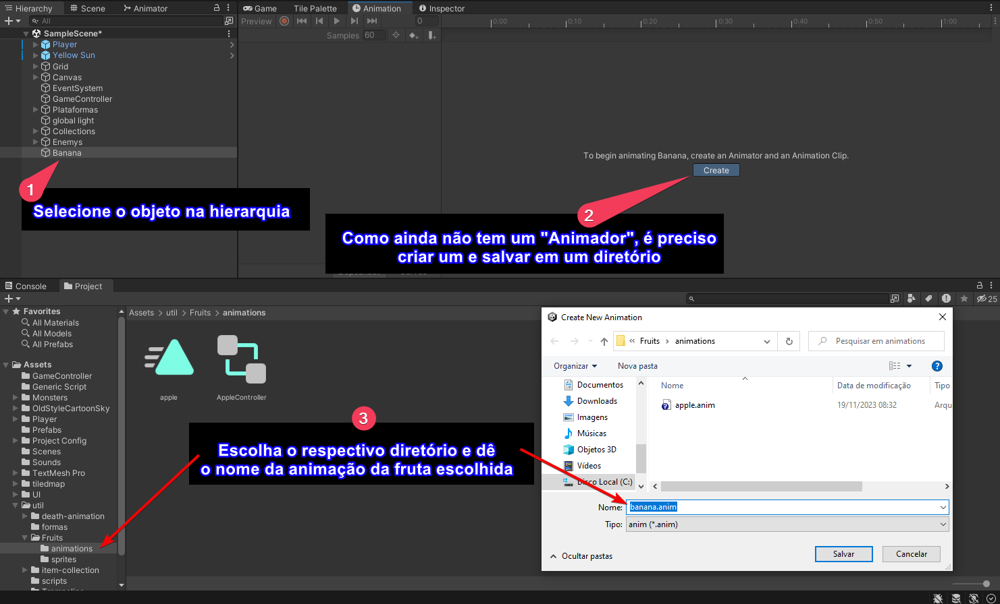 Hierarchy
Scene
Animator
All
SampleScene*
Player
Yellow Sun
Grid
Canvas
EventSystem
GameController
Plataformas
global light
Collections
Enemys
Banana
1
Selecione o objeto na hierarquia
Game
Tile Palette
Animation
Inspector
Preview
0
0:00
0:10
0:20
0:30
0:40
0:50
1:00
Samples 60
To begin animating Banana, create an Animator and an Animation Clip.
Create
2
Como ainda não tem um "Animador", é preciso
criar um e salvar em um diretório
Console
Project
25
Favorites
All Materials
All Models
All Prefabs
Assets
GameController
Generic Script
Monsters
OldStyleCartoonSky
Player
Prefabs
Project Config
Scenes
Sounds
TextMesh Pro
tiledmap
UI
util
death-animation
formas
Fruits
animations
sprites
item-collection
scripts
Assets > util > Fruits > animations
apple
AppleController
3
Escolha o respectivo diretório e dê
o nome da animação da fruta escolhida
Create New Animation
« Fruits > animations
Pesquisar em animations
Organizar
Nova pasta
?
Documentos
Downloads
Imagens
Músicas
Objetos 3D
Vídeos
Disco Local (C:)
Nome
Data de modificação
Tipo
apple.anim
19/11/2023 08:32
Arqu
Nome: banana.anim
Tipo: anim (*.anim)
Ocultar pastas
Salvar
Cancelar